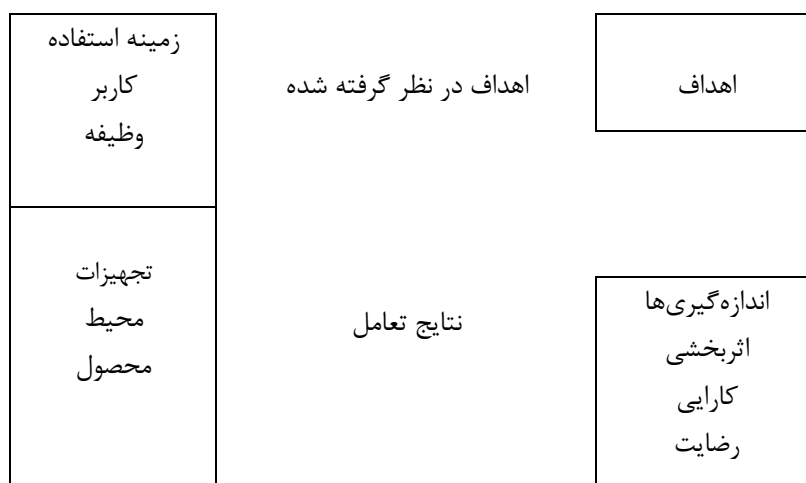 زمینه استفاده
کاربر
وظیفه
اهداف در نظر گرفته شده
اهداف
تجهیزات
محیط
محصول
نتایج تعامل
اندازه‌گیری‌ها
اثربخشی
کارایی
رضایت